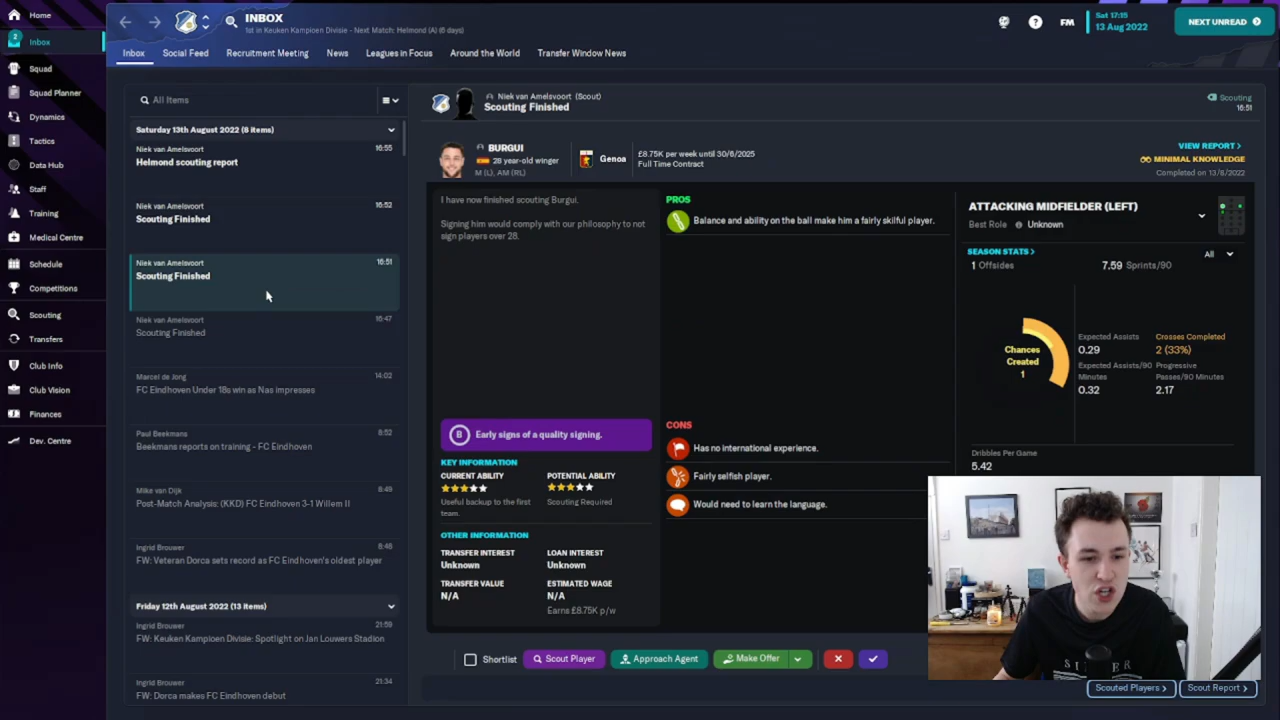 Home
2
Inbox
Squad
Squad Planner
Dynamics
Tactics
Data Hub
Staff
Training
Medical Centre
Schedule
Competitions
Scouting
Transfers
Club Info
Club Vision
Finances
Dev. Centre
INBOX
1st in Keuken Kampioen Divisie - Next Match: Helmond (A) (6 days)
FM
Sat 17:15
13 Aug 2022
NEXT UNREAD
Inbox
Social Feed
Recruitment Meeting
News
Leagues in Focus
Around the World
Transfer Window News
All Items
Saturday 13th August 2022 (8 items)
Niek van Amelsvoort 16:55
Helmond scouting report
Niek van Amelsvoort 16:52
Scouting Finished
Niek van Amelsvoort 16:51
Scouting Finished
Niek van Amelsvoort 16:47
Scouting Finished
Marcel de Jong 14:02
FC Eindhoven Under 18s win as Nas impresses
Paul Beekmans 8:52
Beekmans reports on training - FC Eindhoven
Mike van Dijk 8:49
Post-Match Analysis: (KKD) FC Eindhoven 3-1 Willem II
Ingrid Brouwer 8:46
FW: Veteran Dorca sets record as FC Eindhoven's oldest player
Friday 12th August 2022 (13 items)
Ingrid Brouwer 21:59
FW: Keuken Kampioen Divisie: Spotlight on Jan Louwers Stadion
Ingrid Brouwer 21:34
FW: Dorca makes FC Eindhoven debut
Niek van Amelsvoort (Scout)
Scouting Finished
Scouting
16:51
BURGUI
28 year-old winger
M (L), AM (RL)
Genoa
£8.75K per week until 30/6/2025
Full Time Contract
VIEW REPORT >
MINIMAL KNOWLEDGE
Completed on 13/8/2022
I have now finished scouting Burgui.
Signing him would comply with our philosophy to not
sign players over 28.
B Early signs of a quality signing.
KEY INFORMATION
CURRENT ABILITY
Useful backup to the first
team.
POTENTIAL ABILITY
Scouting Required
OTHER INFORMATION
TRANSFER INTEREST
Unknown
LOAN INTEREST
Unknown
TRANSFER VALUE
N/A
ESTIMATED WAGE
N/A
Earns £8.75K p/w
PROS
Balance and ability on the ball make him a fairly skilful player.
CONS
Has no international experience.
Fairly selfish player.
Would need to learn the language.
ATTACKING MIDFIELDER (LEFT)
Best Role Unknown
SEASON STATS >
All
1 Offsides
7.59 Sprints/90
Chances
Created
1
Expected Assists
0.29
Crosses Completed
2 (33%)
Expected Assists/90
Minutes
0.32
Progressive
Passes/90 Minutes
2.17
Dribbles Per Game
5.42
Shortlist
Scout Player
Approach Agent
Make Offer
Scouted Players >
Scout Report >